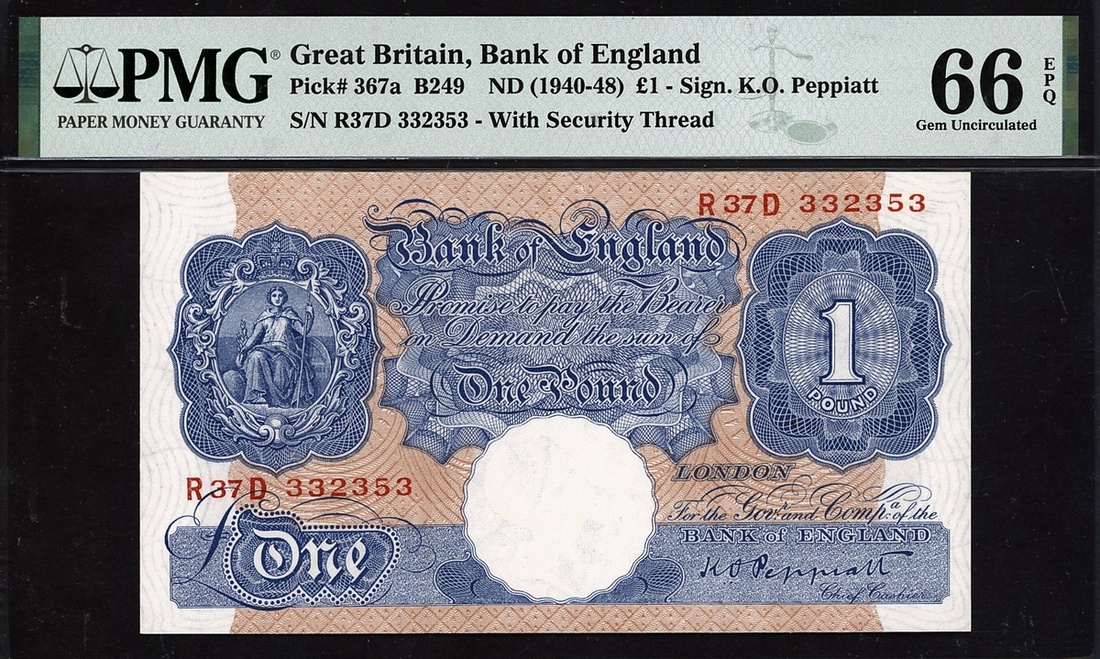 PMG®
PAPER MONEY GUARANTY
Great Britain, Bank of England
Pick# 367a B249 ND (1940-48) £1 - Sign. K.O. Peppiatt
S/N R37D 332353 - With Security Thread
66 EPQ
Gem Uncirculated
R37D 332353
Bank of England
Promise to pay the Bearer
on Demand the sum of
One Pound
1
POUND
R37D 332353
LONDON
For the Govr. and Compa. of the
BANK OF ENGLAND
K O Peppiatt
Chief Cashier
£One